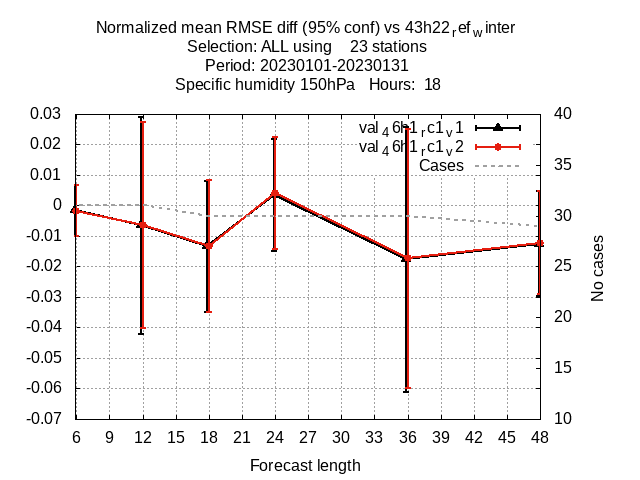 Normalized mean RMSE diff (95% conf) vs 43h22refwinter
Selection: ALL using 23 stations
Period: 20230101-20230131
Specific humidity 150hPa Hours: 18
0.03
0.02
0.01
0
-0.01
-0.02
-0.03
-0.04
-0.05
-0.06
-0.07
40
35
30
25
20
15
10
val46h1rc1v1
val46h1rc1v2
Cases
No cases
6 9 12 15 18 21 24 27 30 33 36 39 42 45 48
Forecast length